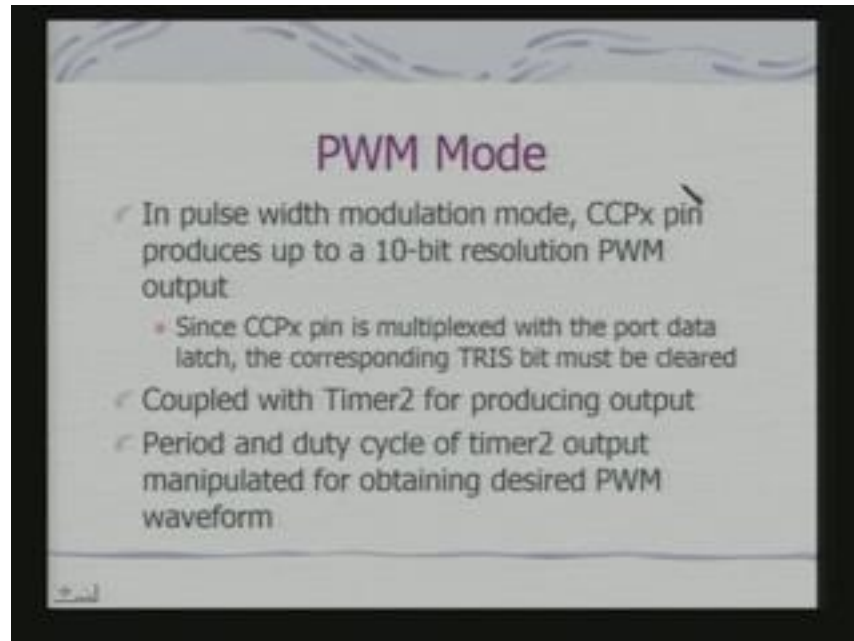 PWM Mode
In pulse width modulation mode, CCPx pin
produces up to a 10-bit resolution PWM
output
Since CCPx pin is multiplexed with the port data
latch, the corresponding TRIS bit must be cleared
Coupled with Timer2 for producing output
Period and duty cycle of timer2 output
manipulated for obtaining desired PWM
waveform